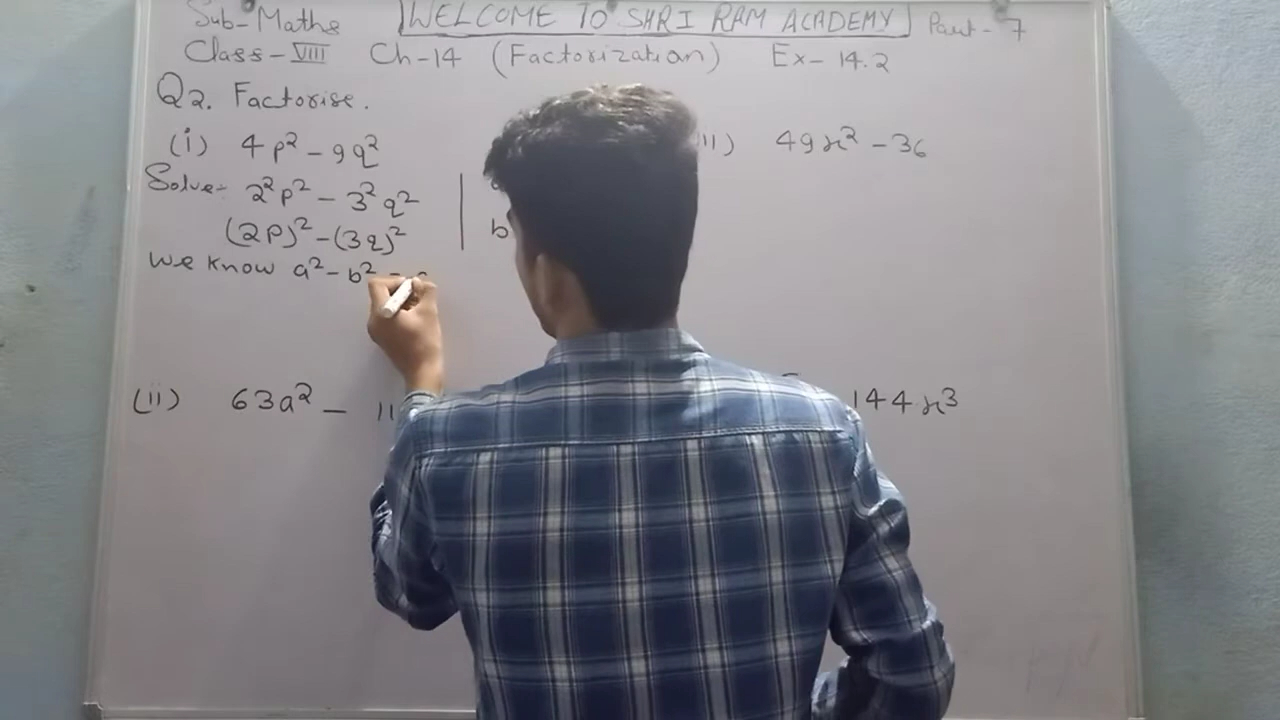 Sub-Maths WELCOME TO SHRI RAM ACADEMY Part-7
Class-VIII Ch-14 (Factorization) Ex-14.2
Q2. Factorise.
(i) 4p² - 9q²
49x² - 36
Solve- 2²p² - 3²q²
(2p)² - (3q)²
b
We know a² - b²
(ii) 63a² - 11
144x³